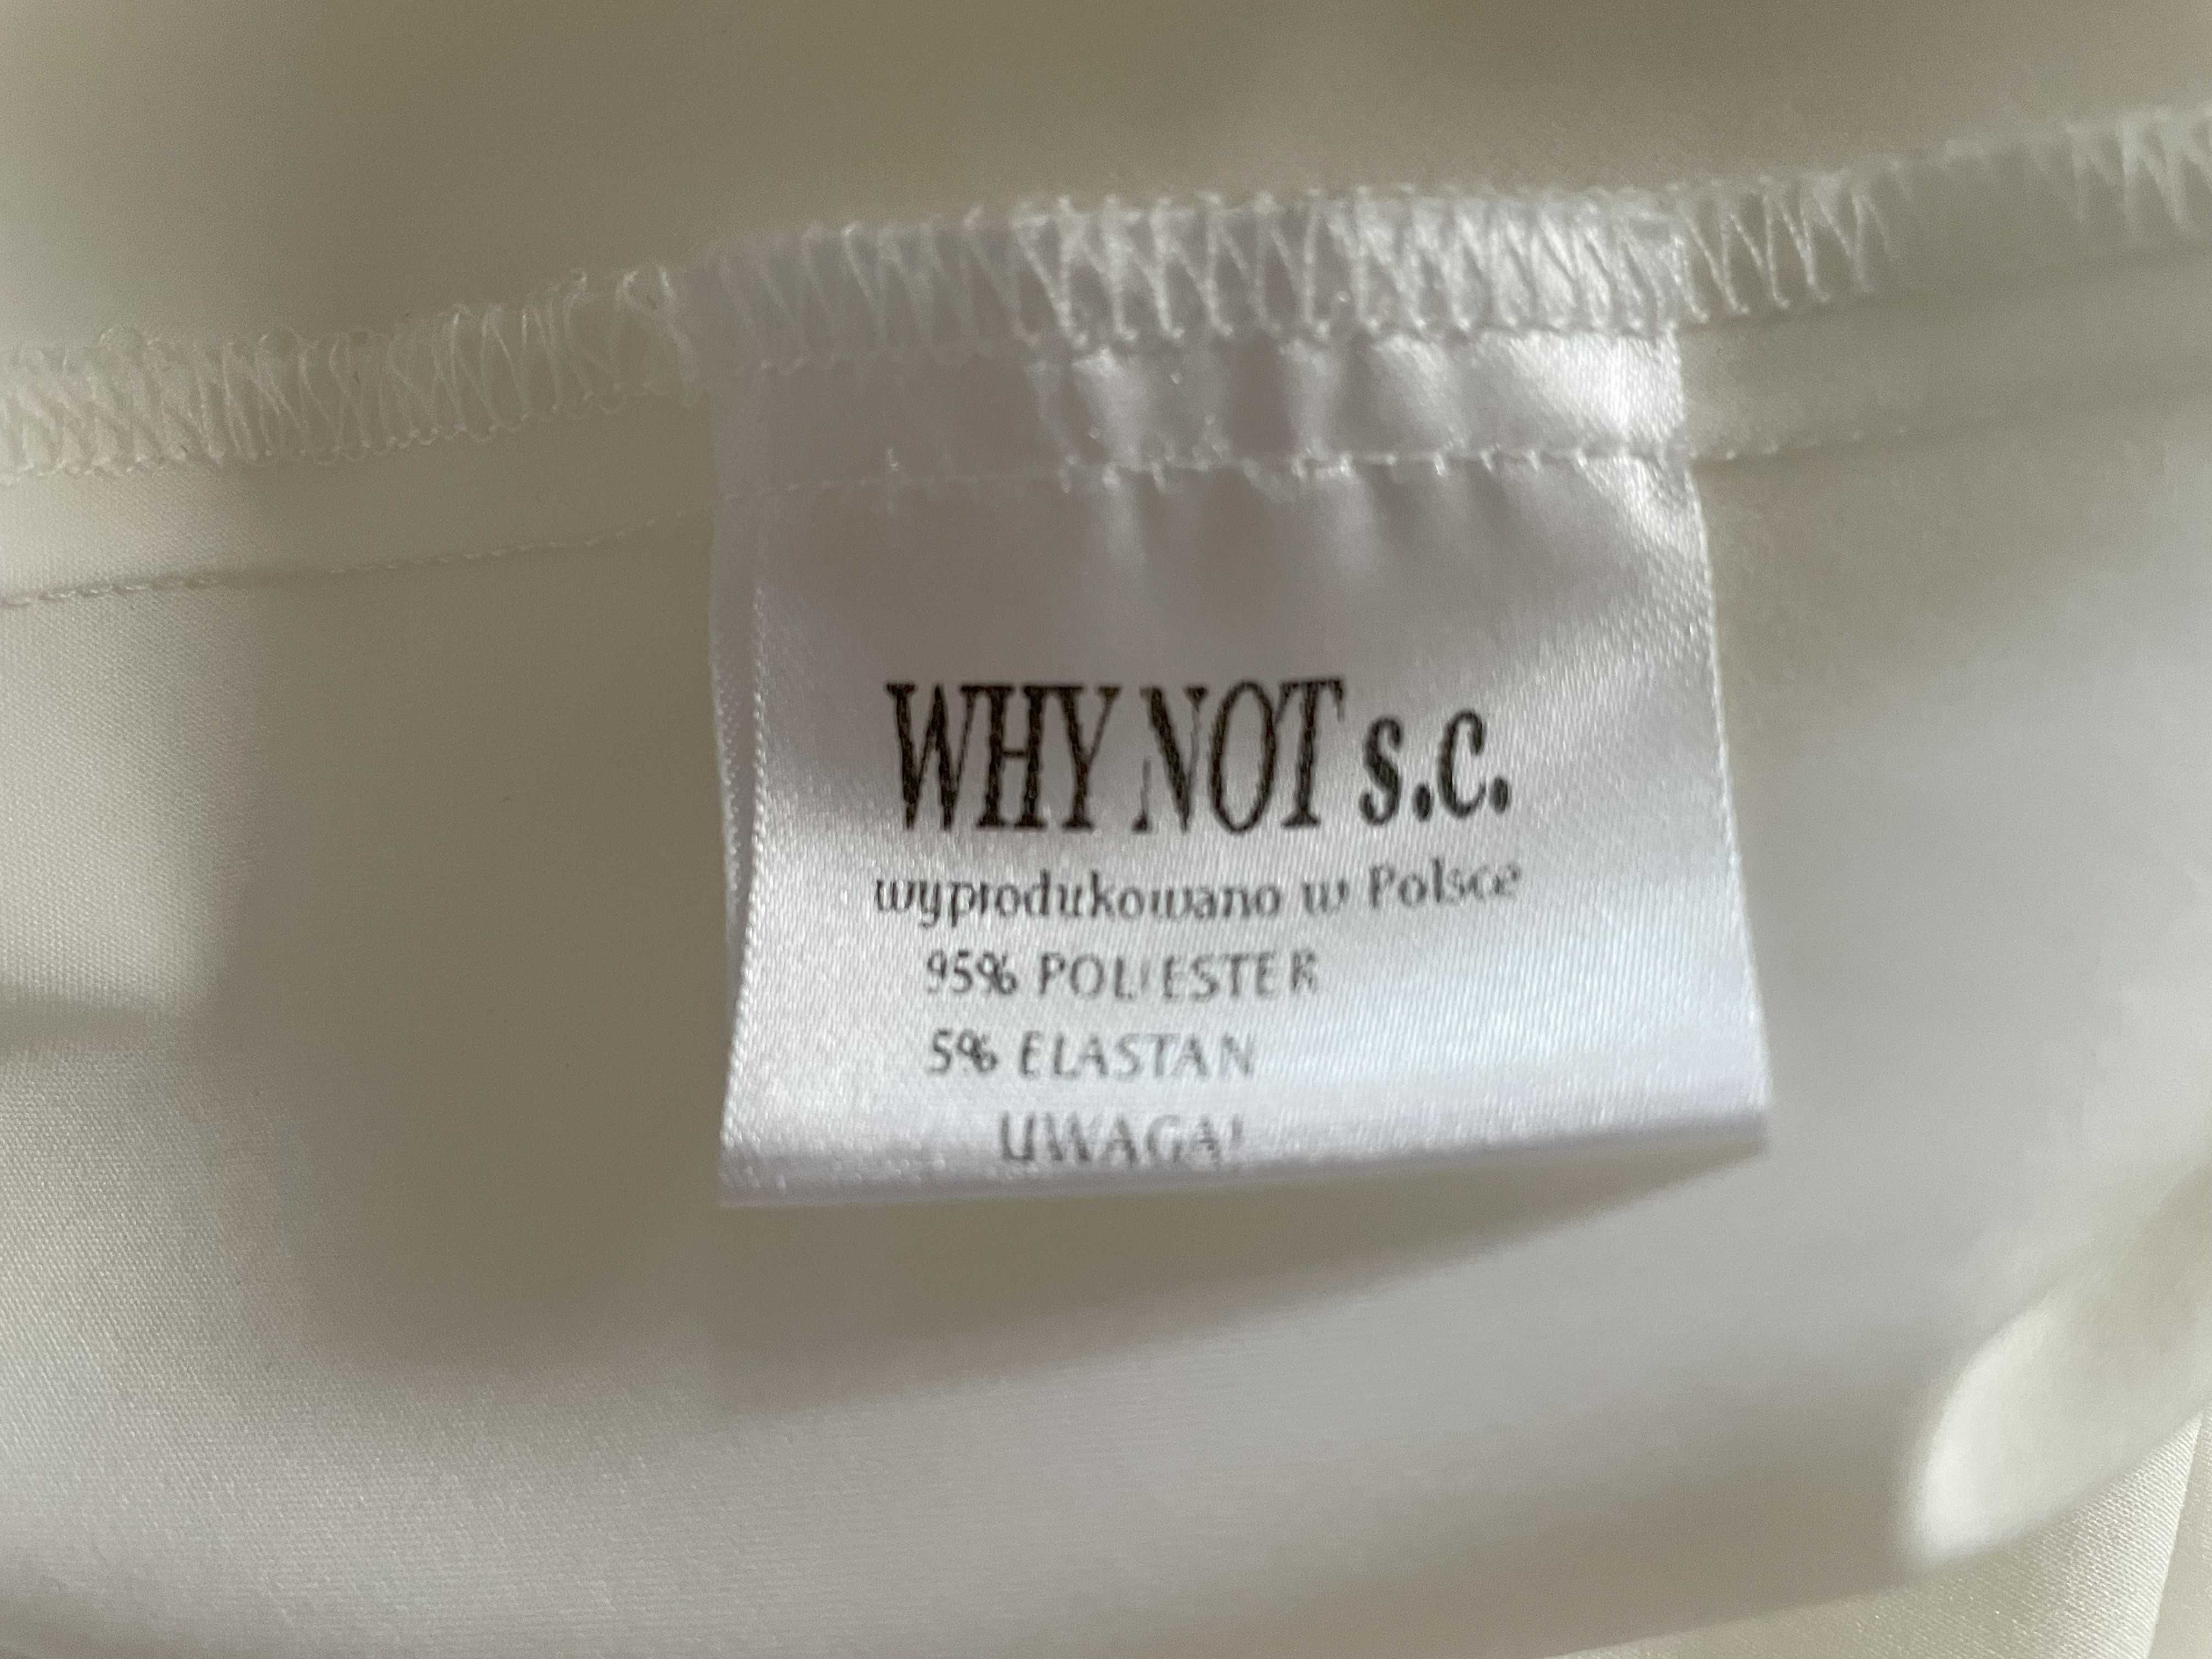 WHY NOT s.c.
wyprodukowano w Polsce
95% POLIESTER
5% ELASTAN
UWAGA!